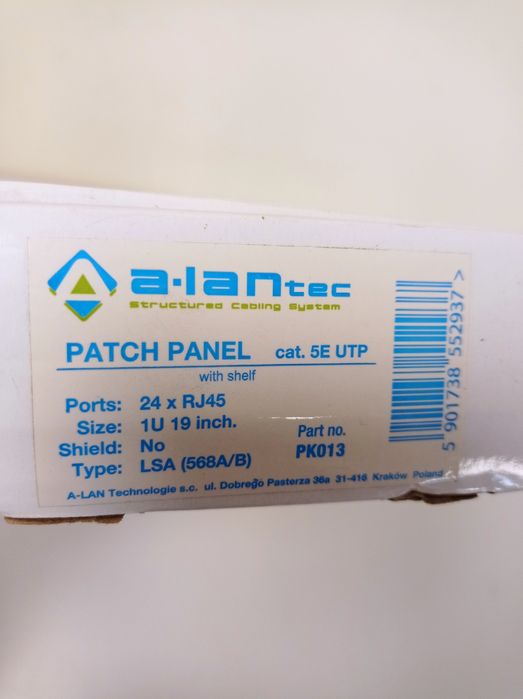 a-lantec
Structured Cabling System
PATCH PANEL cat. 5E UTP
with shelf
Ports: 24 x RJ45
Size: 1U 19 inch.
Shield: No
Type: LSA (568A/B)
Part no.
PK013
A-LAN Technologie s.c. ul. Dobrego Pasterza 36a 31-416 Kraków Poland
5 901738 552937 >